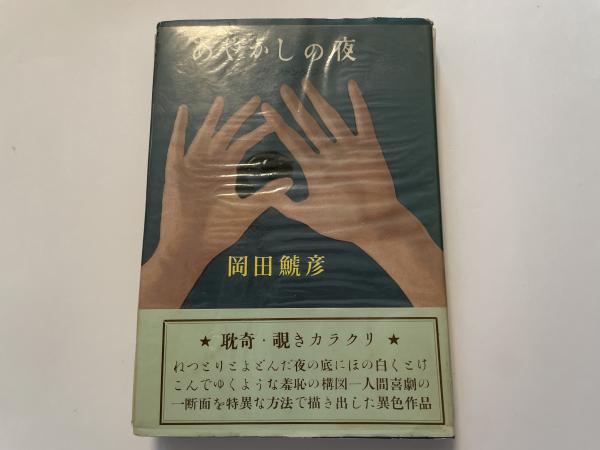 あやかしの夜
岡田鯱彦
★ 耽奇・覗きカラクリ ★
ねつとりとよどんだ夜の底にほの白くとけ
こんでゆくような羞恥の構図―人間喜劇の
一断面を特異な方法で描き出した異色作品